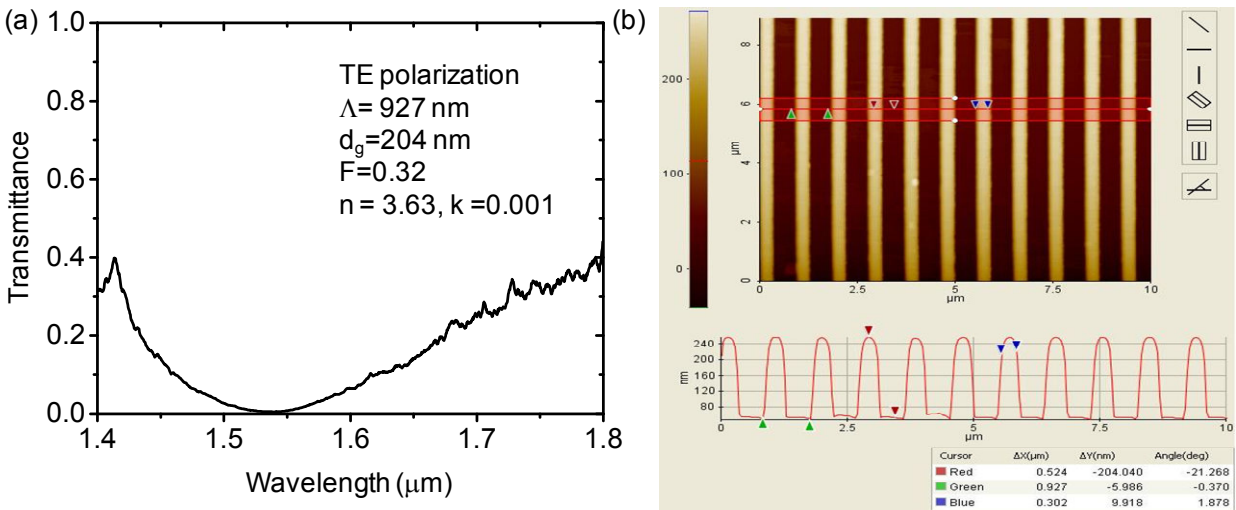 (a)
1.0
0.8
0.6
0.4
0.2
0.0
Transmittance
TE polarization
Λ= 927 nm
dg=204 nm
F=0.32
n = 3.63, k =0.001
1.4 1.5 1.6 1.7 1.8
Wavelength (μm)
(b)
200
100
0
8
6
4
2
0
μm
0 2.5 5 7.5 10
μm
240
200
160
120
80
nm
0 2.5 5 7.5 10
μm
Cursor ΔX(μm) ΔY(nm) Angle(deg)
Red 0.524 -204.040 -21.268
Green 0.927 -5.986 -0.370
Blue 0.302 9.918 1.878